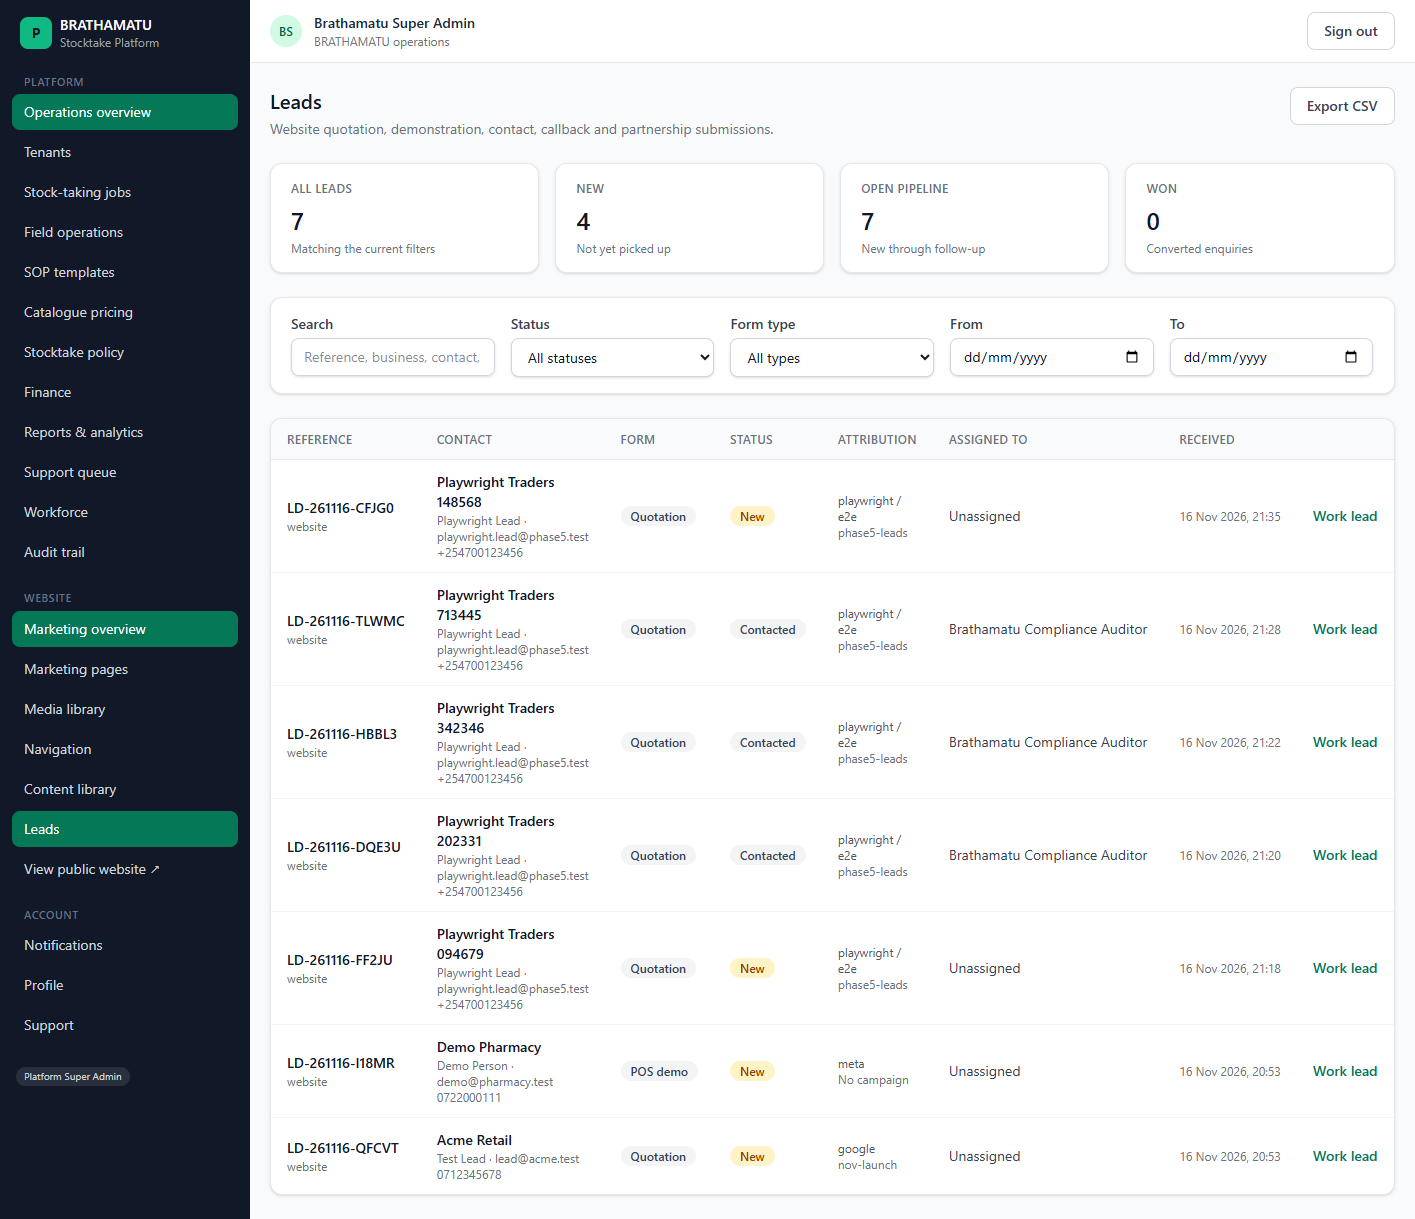 P
BRATHAMATU
Stocktake Platform
PLATFORM
Operations overview
Tenants
Stock-taking jobs
Field operations
SOP templates
Catalogue pricing
Stocktake policy
Finance
Reports & analytics
Support queue
Workforce
Audit trail
WEBSITE
Marketing overview
Marketing pages
Media library
Navigation
Content library
Leads
View public website ↗
ACCOUNT
Notifications
Profile
Support
Platform Super Admin
BS
Brathamatu Super Admin
BRATHAMATU operations
Sign out
Leads
Website quotation, demonstration, contact, callback and partnership submissions.
Export CSV
ALL LEADS
7
Matching the current filters
NEW
4
Not yet picked up
OPEN PIPELINE
7
New through follow-up
WON
0
Converted enquiries
Search
Reference, business, contact,
Status
All statuses
Form type
All types
From
dd/mm/yyyy
To
dd/mm/yyyy
REFERENCE CONTACT FORM STATUS ATTRIBUTION ASSIGNED TO RECEIVED
LD-261116-CFJG0
website
Playwright Traders
148568
Playwright Lead ·
playwright.lead@phase5.test
+254700123456
Quotation
New
playwright /
e2e
phase5-leads
Unassigned
16 Nov 2026, 21:35
Work lead
LD-261116-TLWMC
website
Playwright Traders
713445
Playwright Lead ·
playwright.lead@phase5.test
+254700123456
Quotation
Contacted
playwright /
e2e
phase5-leads
Brathamatu Compliance Auditor
16 Nov 2026, 21:28
Work lead
LD-261116-HBBL3
website
Playwright Traders
342346
Playwright Lead ·
playwright.lead@phase5.test
+254700123456
Quotation
Contacted
playwright /
e2e
phase5-leads
Brathamatu Compliance Auditor
16 Nov 2026, 21:22
Work lead
LD-261116-DQE3U
website
Playwright Traders
202331
Playwright Lead ·
playwright.lead@phase5.test
+254700123456
Quotation
Contacted
playwright /
e2e
phase5-leads
Brathamatu Compliance Auditor
16 Nov 2026, 21:20
Work lead
LD-261116-FF2JU
website
Playwright Traders
094679
Playwright Lead ·
playwright.lead@phase5.test
+254700123456
Quotation
New
playwright /
e2e
phase5-leads
Unassigned
16 Nov 2026, 21:18
Work lead
LD-261116-I18MR
website
Demo Pharmacy
Demo Person ·
demo@pharmacy.test
0722000111
POS demo
New
meta
No campaign
Unassigned
16 Nov 2026, 20:53
Work lead
LD-261116-QFCVT
website
Acme Retail
Test Lead · lead@acme.test
0712345678
Quotation
New
google
nov-launch
Unassigned
16 Nov 2026, 20:53
Work lead